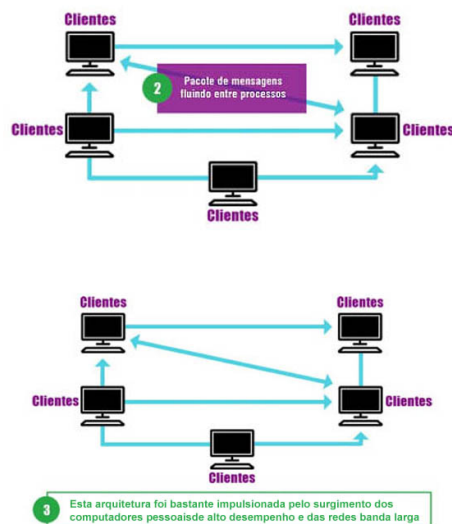 Clientes
Clientes
2
Pacole de mensagens
fluindo entre processos
Clientes
Clientes
Clientes
Clientes
Clientes
Clientes
Clientes
Clientes
3
Esta arquitetura foi bastante impulsionada pelo surgimento dos
computadores pessoaisde alto desempenho e das redes banda larga